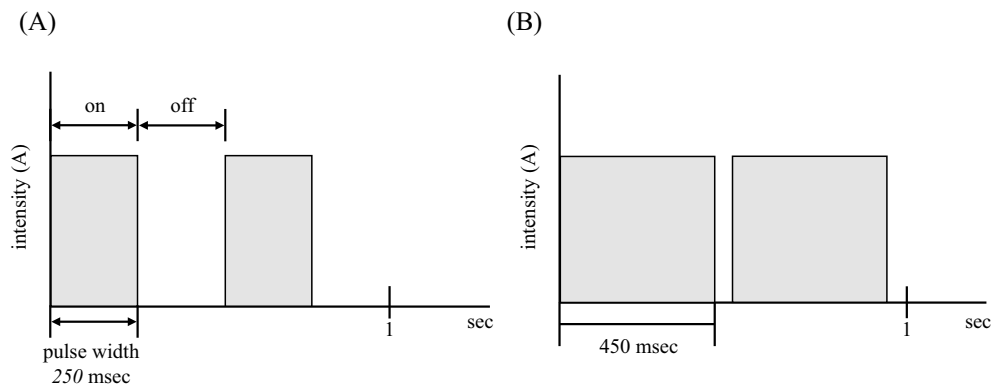 (A)
on
off
intensity (A)
1
sec
pulse width
250 msec
(B)
intensity (A)
1
sec
450 msec